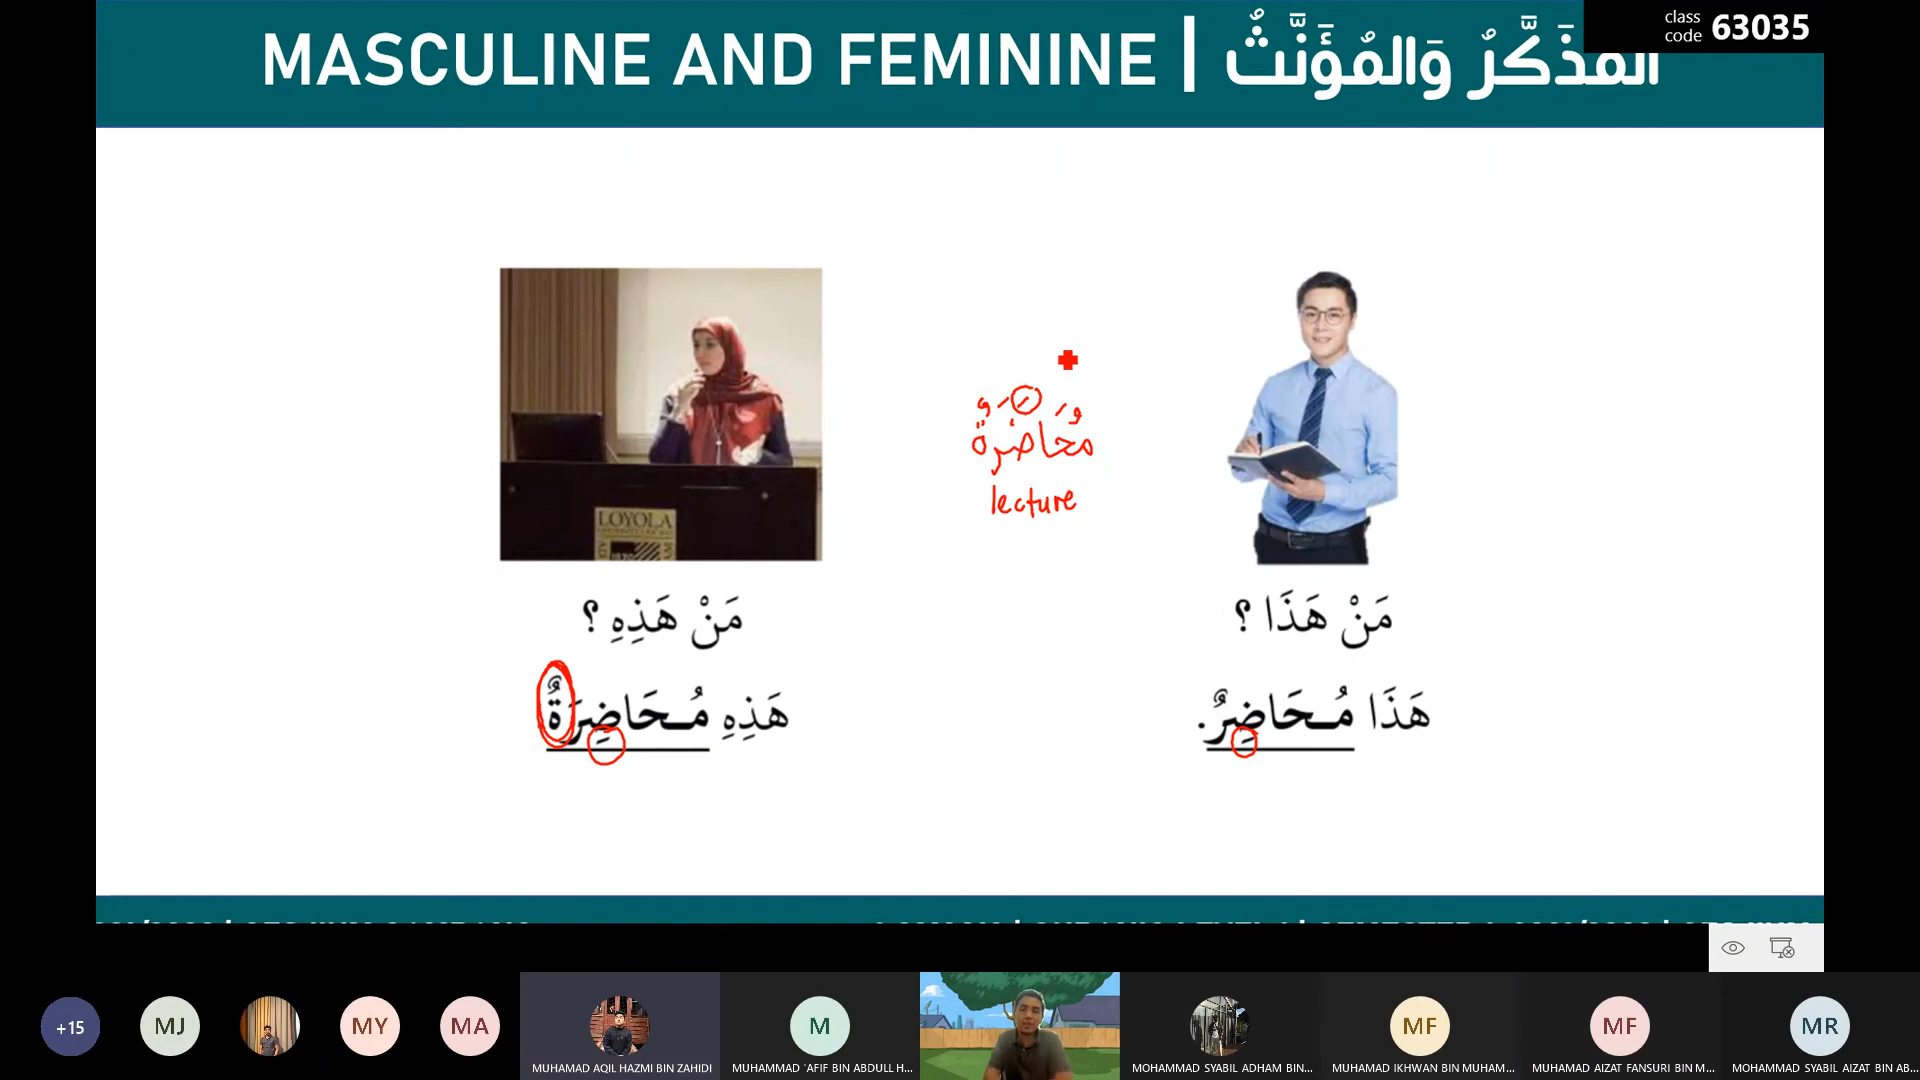 class
code 63035
MASCULINE AND FEMININE | المُذَكَّرُ وَالمُؤَنَّثُ
مُحَاضَرَةٌ
lecture
LOYOLA
مَنْ هَذَا ؟
هَذَا مُـحَاضِرٌ.
مَنْ هَذِهِ ؟
هَذِهِ مُـحَاضِرَةٌ
+15
MJ
MY
MA
MUHAMAD AQIL HAZMI BIN ZAHIDI
M
MUHAMMAD 'AFIF BIN ABDULL H...
MOHAMMAD SYABIL ADHAM BIN...
MF
MUHAMAD IKHWAN BIN MUHAM...
MF
MUHAMAD AIZAT FANSURI BIN M...
MR
MOHAMMAD SYABIL AIZAT BIN AB...